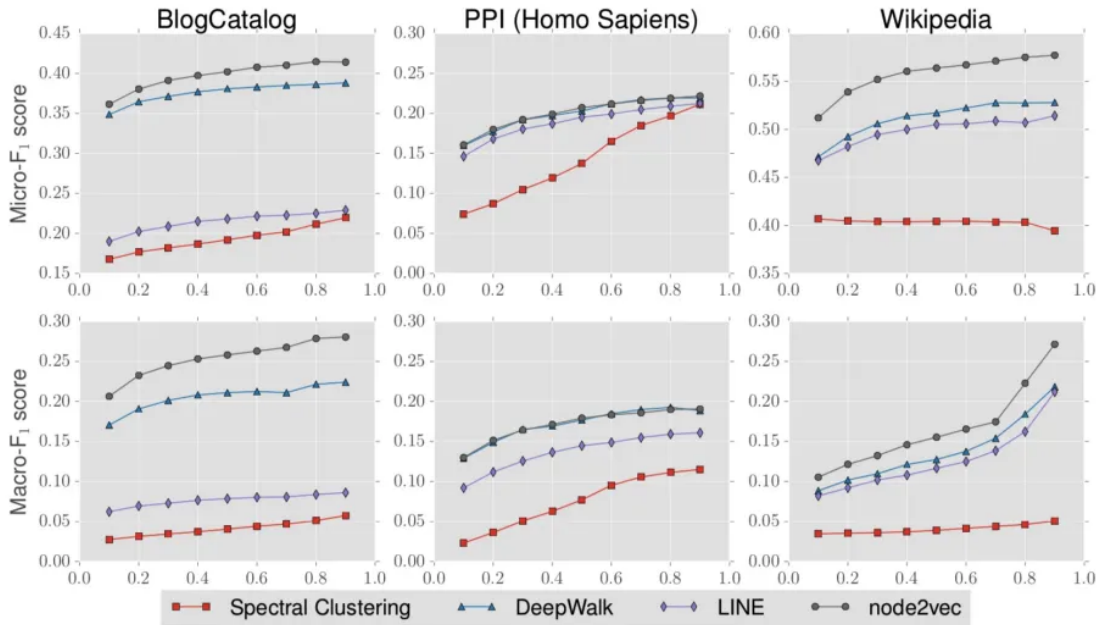 BlogCatalog PPI (Homo Sapiens) Wikipedia
Micro-F1 score
0.45 0.40 0.35 0.30 0.25 0.20 0.15
0.0 0.2 0.4 0.6 0.8 1.0
0.30 0.25 0.20 0.15 0.10 0.05 0.00
0.0 0.2 0.4 0.6 0.8 1.0
0.60 0.55 0.50 0.45 0.40 0.35
0.0 0.2 0.4 0.6 0.8 1.0
Macro-F1 score
0.30 0.25 0.20 0.15 0.10 0.05 0.00
0.0 0.2 0.4 0.6 0.8 1.0
0.30 0.25 0.20 0.15 0.10 0.05 0.00
0.0 0.2 0.4 0.6 0.8 1.0
0.30 0.25 0.20 0.15 0.10 0.05 0.00
0.0 0.2 0.4 0.6 0.8 1.0
Spectral Clustering DeepWalk LINE node2vec